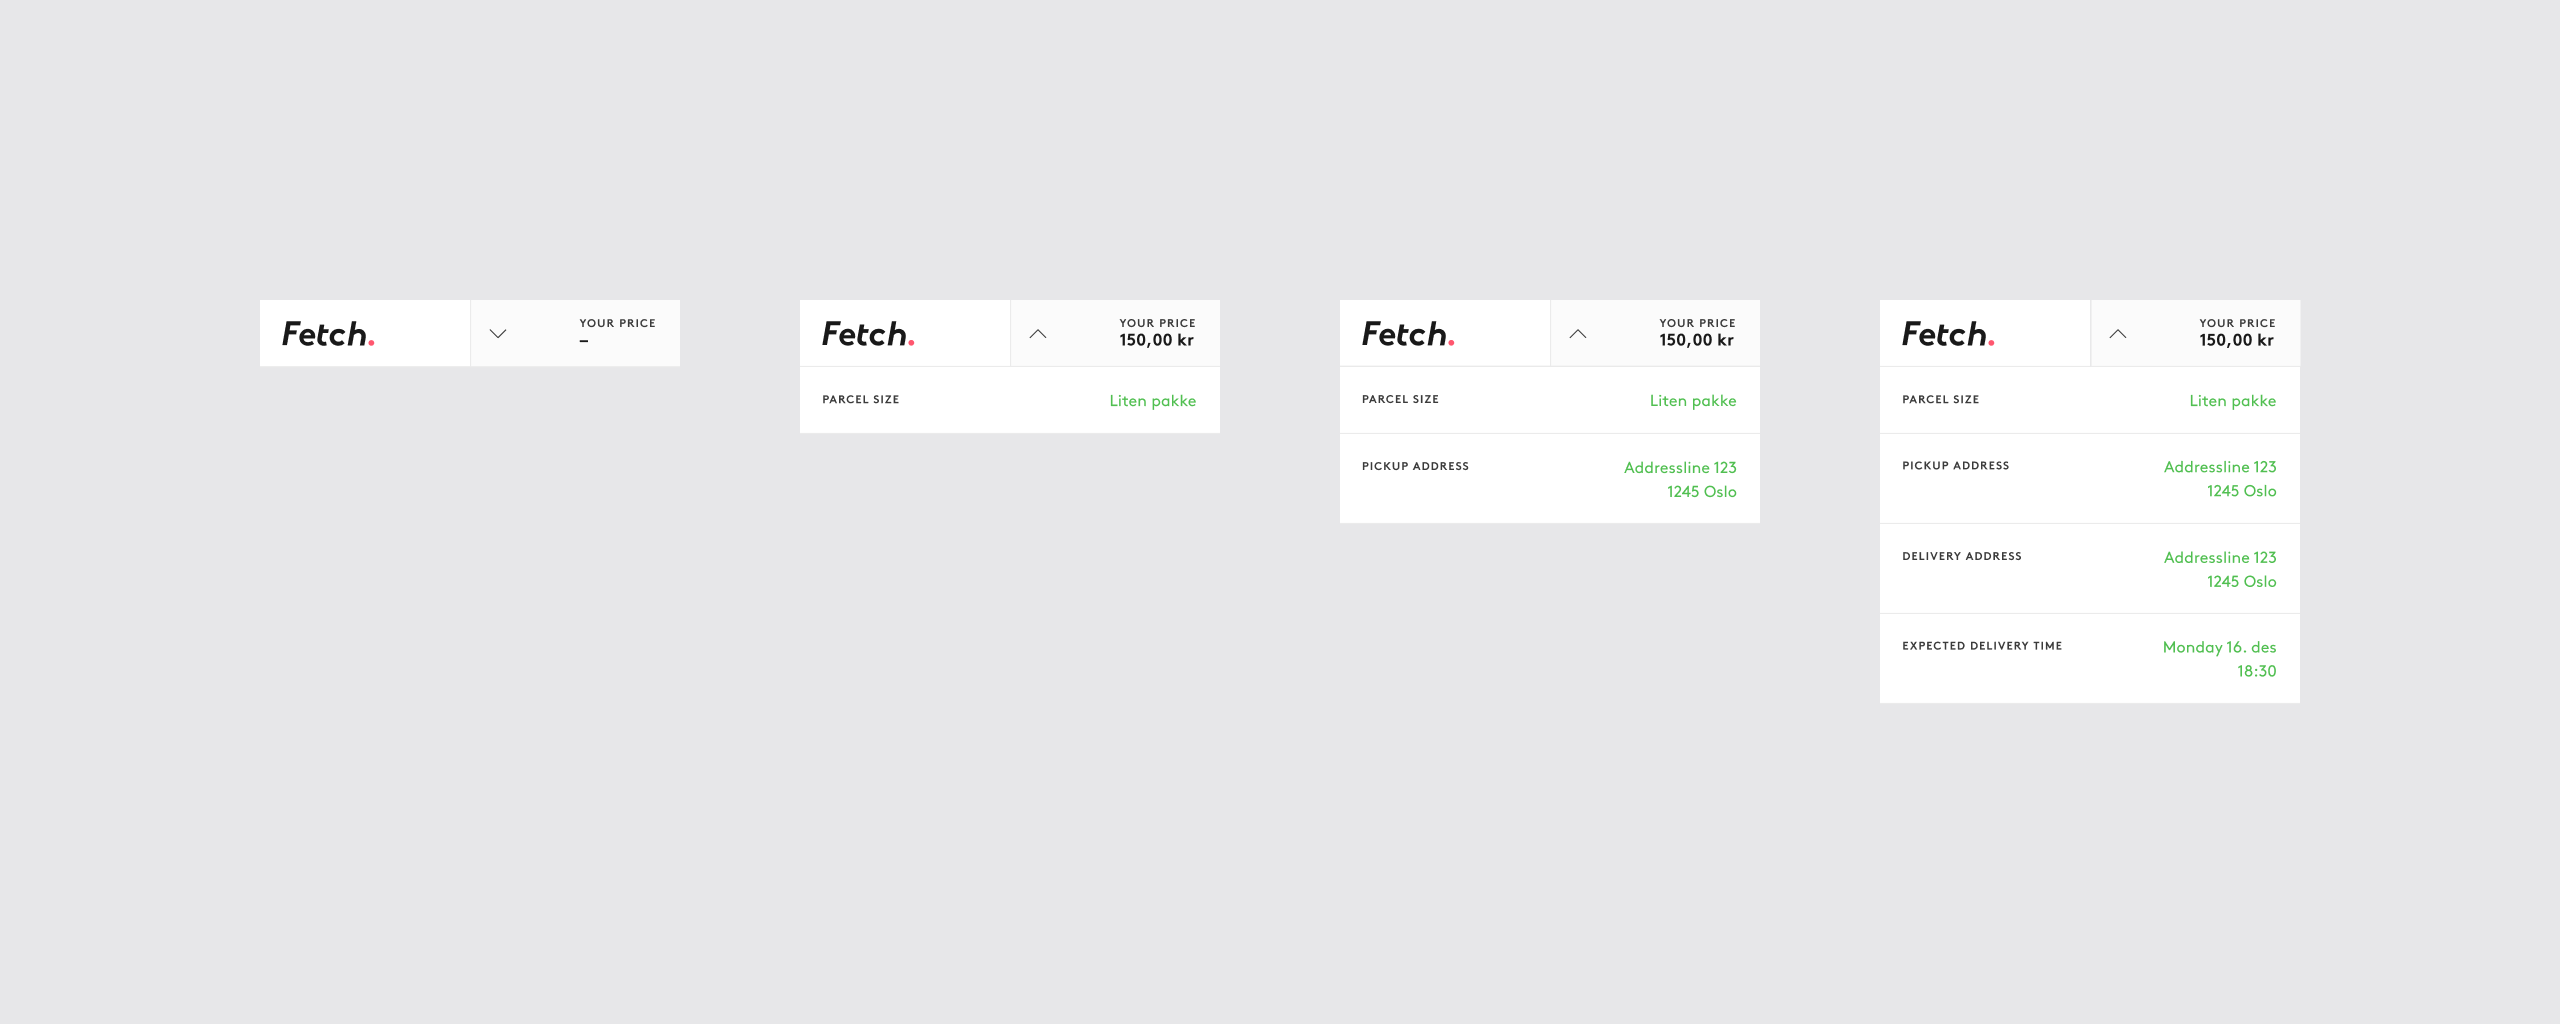 Fetch.
YOUR PRICE
–
Fetch.
YOUR PRICE
150,00 kr
PARCEL SIZE
Liten pakke
Fetch.
YOUR PRICE
150,00 kr
PARCEL SIZE
Liten pakke
PICKUP ADDRESS
Addressline 123
1245 Oslo
Fetch.
YOUR PRICE
150,00 kr
PARCEL SIZE
Liten pakke
PICKUP ADDRESS
Addressline 123
1245 Oslo
DELIVERY ADDRESS
Addressline 123
1245 Oslo
EXPECTED DELIVERY TIME
Monday 16. des
18:30